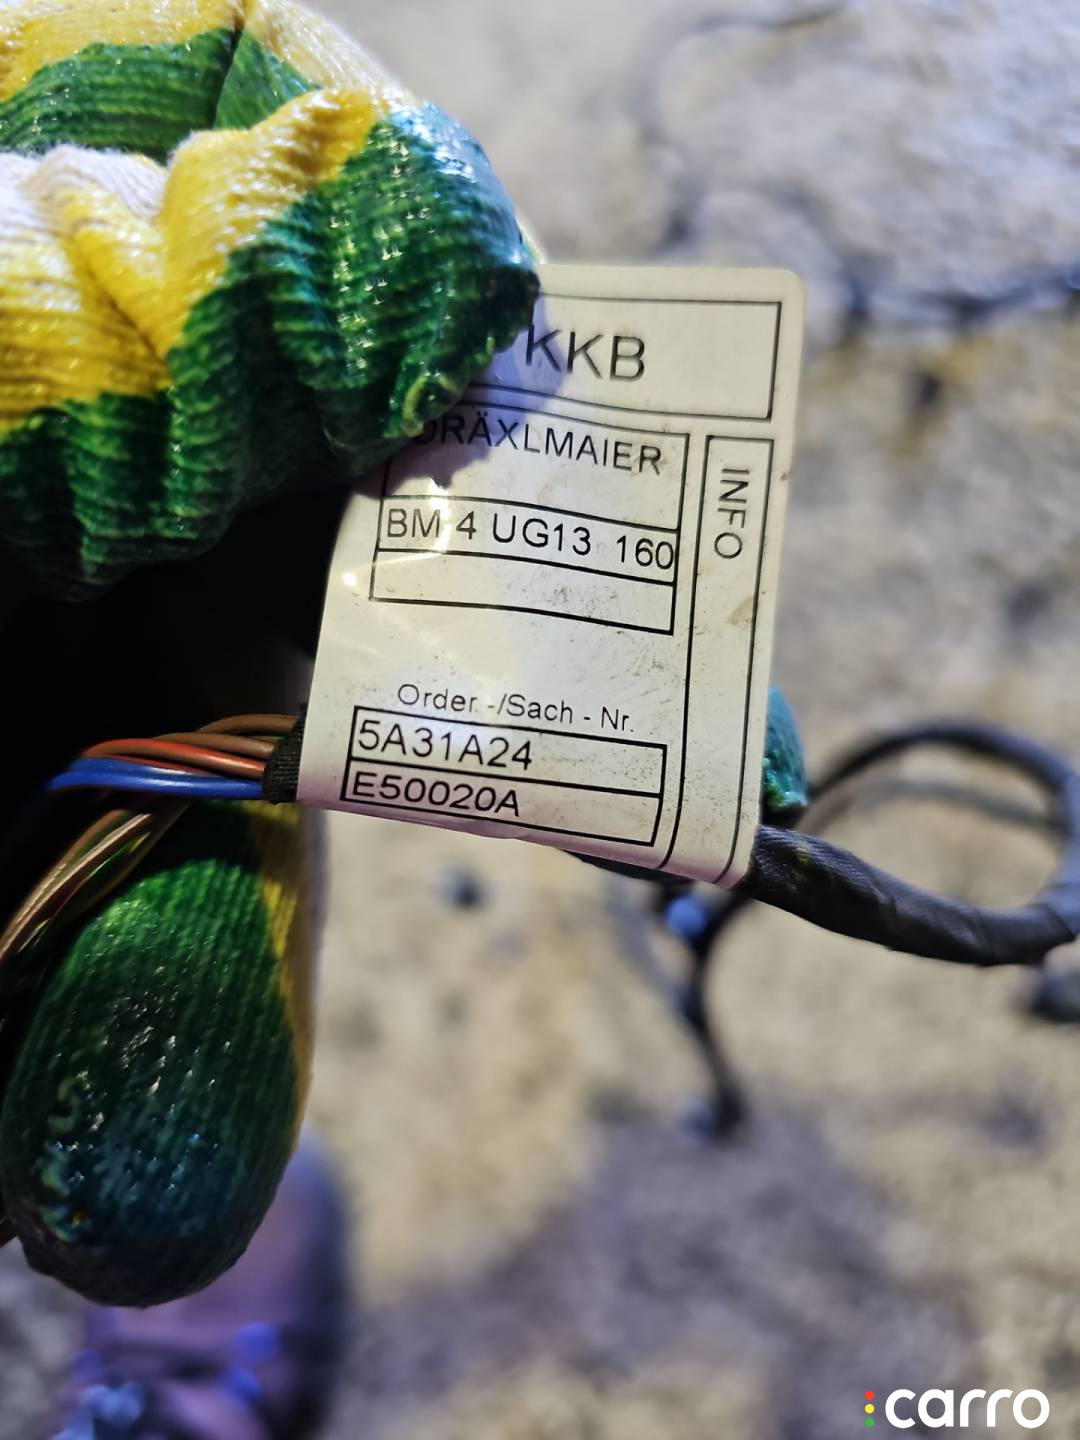 KKB
DRÄXLMAIER
INFO
BM 4 UG13 160
Order.-/Sach - Nr.
5A31A24
E50020A
carro